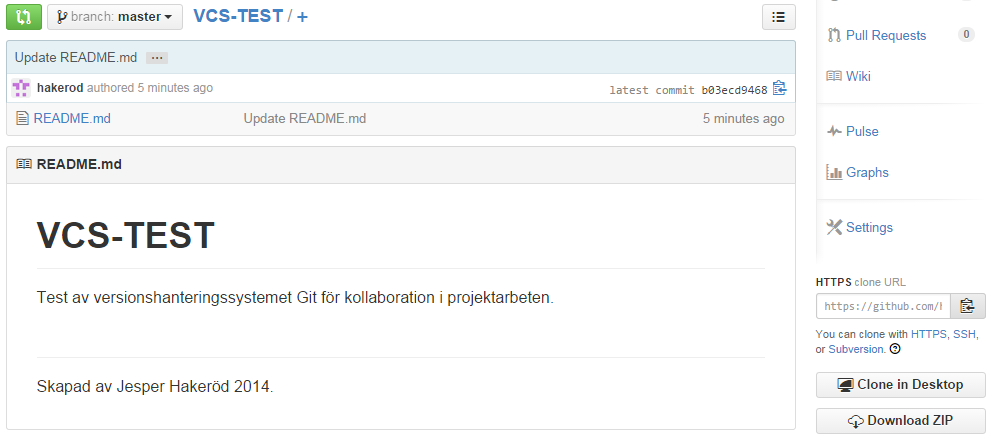 branch: master
VCS-TEST / +
Update README.md ...
hakerod authored 5 minutes ago
latest commit b03ecd9468
README.md Update README.md 5 minutes ago
README.md
VCS-TEST
Test av versionshanteringssystemet Git för kollaboration i projektarbeten.
Skapad av Jesper Hakeröd 2014.
Pull Requests 0
Wiki
Pulse
Graphs
Settings
HTTPS clone URL
https://github.com/
You can clone with HTTPS, SSH,
or Subversion.
Clone in Desktop
Download ZIP